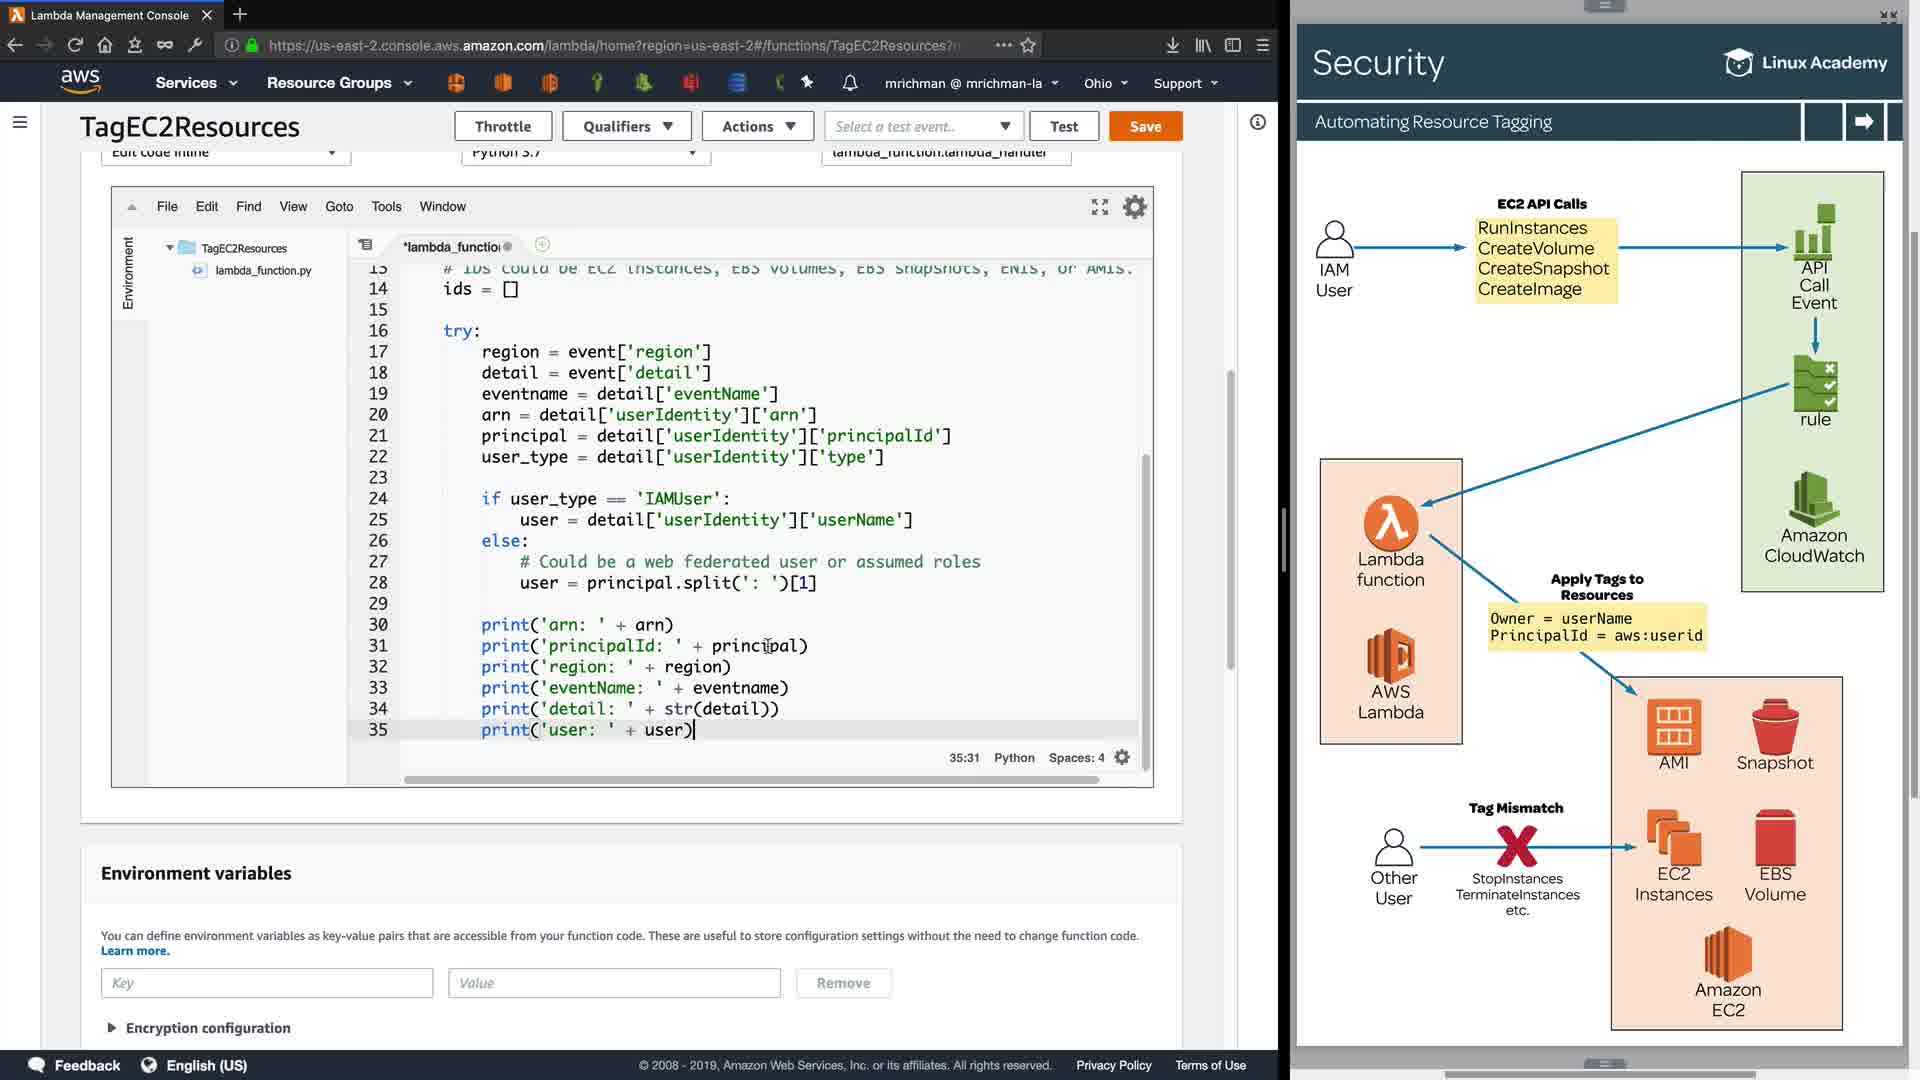 Lambda Management Console
https://us-east-2.console.aws.amazon.com/lambda/home?region=us-east-2#/functions/TagEC2Resources?
aws
Services
Resource Groups
mrichman @ mrichman-la
Ohio
Support
TagEC2Resources
Throttle
Qualifiers
Actions
Select a test event..
Test
Save
Edit code inline
Python 3.7
lambda_function.lambda_handler
File Edit Find View Goto Tools Window
Environment
TagEC2Resources
lambda_function.py
*lambda_function
13 # IDs could be EC2 instances, EBS volumes, EBS snapshots, ENIs, or AMIs.
14 ids = []
15
16 try:
17 region = event['region']
18 detail = event['detail']
19 eventname = detail['eventName']
20 arn = detail['userIdentity']['arn']
21 principal = detail['userIdentity']['principalId']
22 user_type = detail['userIdentity']['type']
23
24 if user_type == 'IAMUser':
25 user = detail['userIdentity']['userName']
26 else:
27 # Could be a web federated user or assumed roles
28 user = principal.split(': ')[1]
29
30 print('arn: ' + arn)
31 print('principalId: ' + principal)
32 print('region: ' + region)
33 print('eventName: ' + eventname)
34 print('detail: ' + str(detail))
35 print('user: ' + user)
35:31 Python Spaces: 4
Environment variables
You can define environment variables as key-value pairs that are accessible from your function code. These are useful to store configuration settings without the need to change function code.
Learn more.
Key
Value
Remove
Encryption configuration
Feedback
English (US)
© 2008 - 2019, Amazon Web Services, Inc. or its affiliates. All rights reserved.
Privacy Policy
Terms of Use
Security
Linux Academy
Automating Resource Tagging
IAM
User
EC2 API Calls
RunInstances
CreateVolume
CreateSnapshot
CreateImage
API
Call
Event
rule
Amazon
CloudWatch
Lambda
function
AWS
Lambda
Apply Tags to
Resources
Owner = userName
PrincipalId = aws:userid
AMI
Snapshot
Tag Mismatch
Other
User
StopInstances
TerminateInstances
etc.
EC2
Instances
EBS
Volume
Amazon
EC2